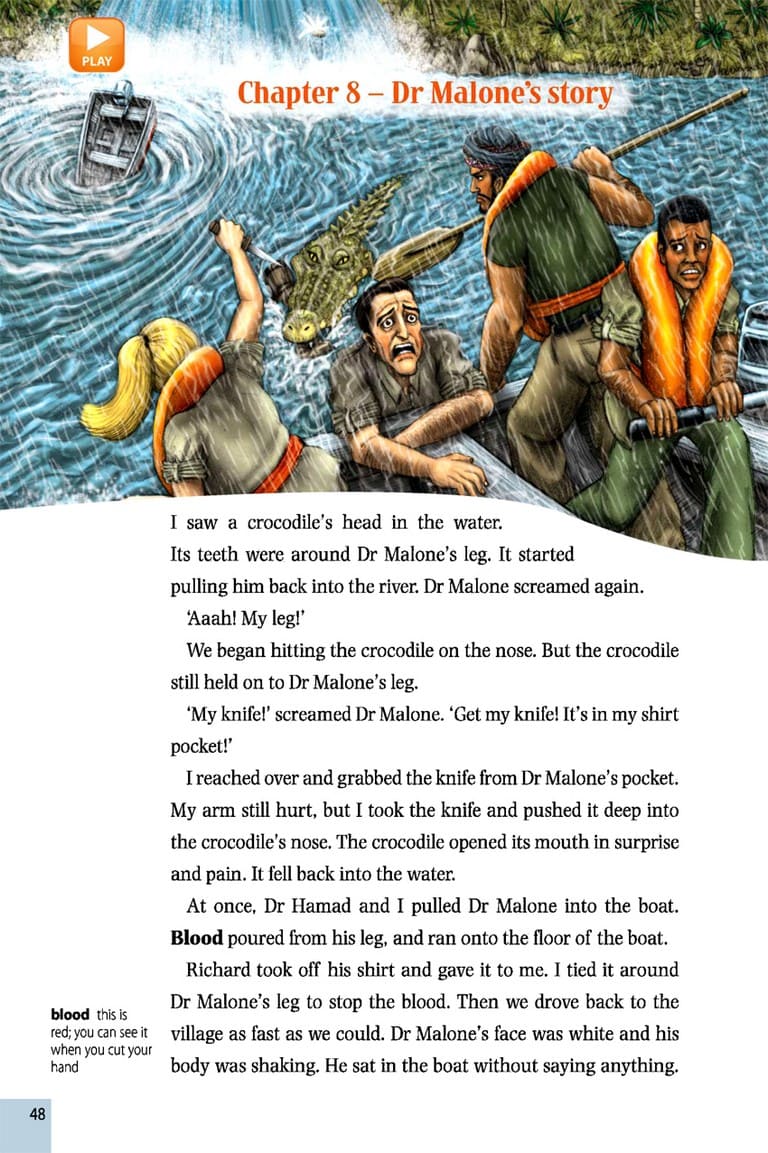 PLAY
Chapter 8 – Dr Malone's story
I saw a crocodile's head in the water.
Its teeth were around Dr Malone's leg. It started
pulling him back into the river. Dr Malone screamed again.
'Aaah! My leg!'
We began hitting the crocodile on the nose. But the crocodile
still held on to Dr Malone's leg.
'My knife!' screamed Dr Malone. 'Get my knife! It's in my shirt
pocket!'
I reached over and grabbed the knife from Dr Malone's pocket.
My arm still hurt, but I took the knife and pushed it deep into
the crocodile's nose. The crocodile opened its mouth in surprise
and pain. It fell back into the water.
At once, Dr Hamad and I pulled Dr Malone into the boat.
Blood poured from his leg, and ran onto the floor of the boat.
Richard took off his shirt and gave it to me. I tied it around
Dr Malone's leg to stop the blood. Then we drove back to the
village as fast as we could. Dr Malone's face was white and his
body was shaking. He sat in the boat without saying anything.
blood this is
red; you can see it
when you cut your
hand
48